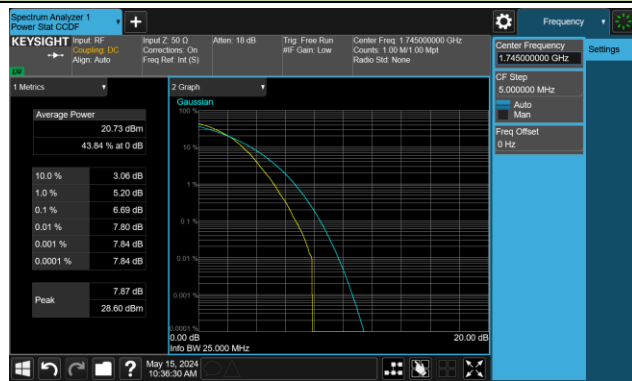 Spectrum Analyzer 1
Power Stat CCDF
Frequency
KEYSIGHT
Input: RF
Coupling: DC
Align: Auto
Input Z: 50 Ω
Corrections: On
Freq Ref: Int (S)
Atten: 18 dB
Trig: Free Run
#IF Gain: Low
Center Freq: 1.745000000 GHz
Counts: 1.00 M/1.00 Mpt
Radio Std: None
LM
Center Frequency
1.745000000 GHz
Settings
CF Step
5.000000 MHz
Auto
Man
Freq Offset
0 Hz
1 Metrics
Average Power
20.73 dBm
43.84 % at 0 dB
10.0 % 3.06 dB
1.0 % 5.20 dB
0.1 % 6.69 dB
0.01 % 7.80 dB
0.001 % 7.84 dB
0.0001 % 7.84 dB
Peak
7.87 dB
28.60 dBm
2 Graph
Gaussian
100 %
10 %
1 %
0.1 %
0.01 %
0.001 %
0.0001 %
0.00 dB 20.00 dB
Info BW 25.000 MHz
?
May 15, 2024
10:36:30 AM